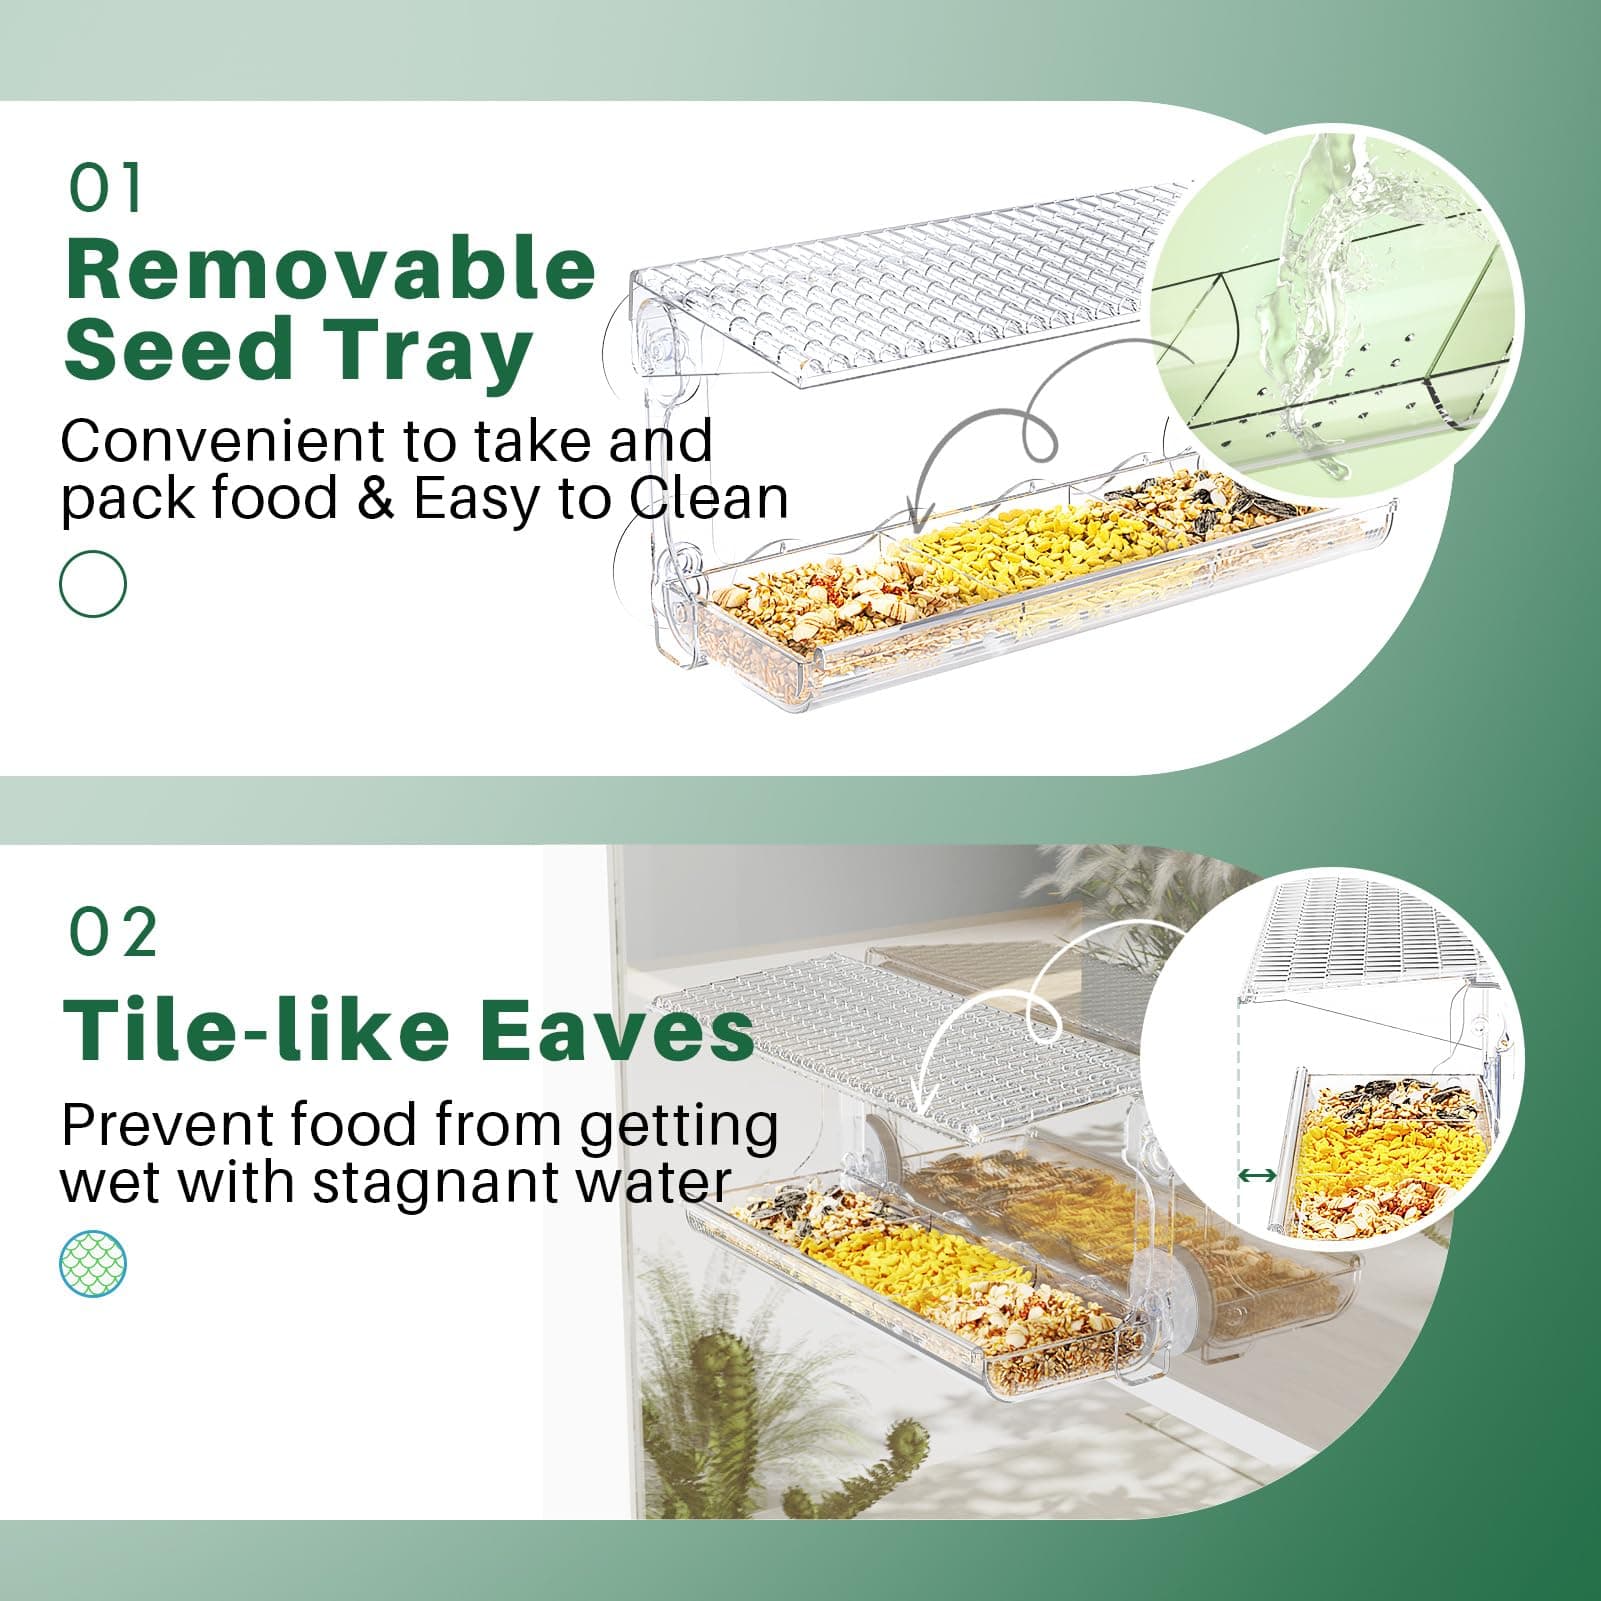 01
Removable
Seed Tray
Convenient to take and
pack food & Easy to Clean
02
Tile-like Eaves
Prevent food from getting
wet with stagnant water